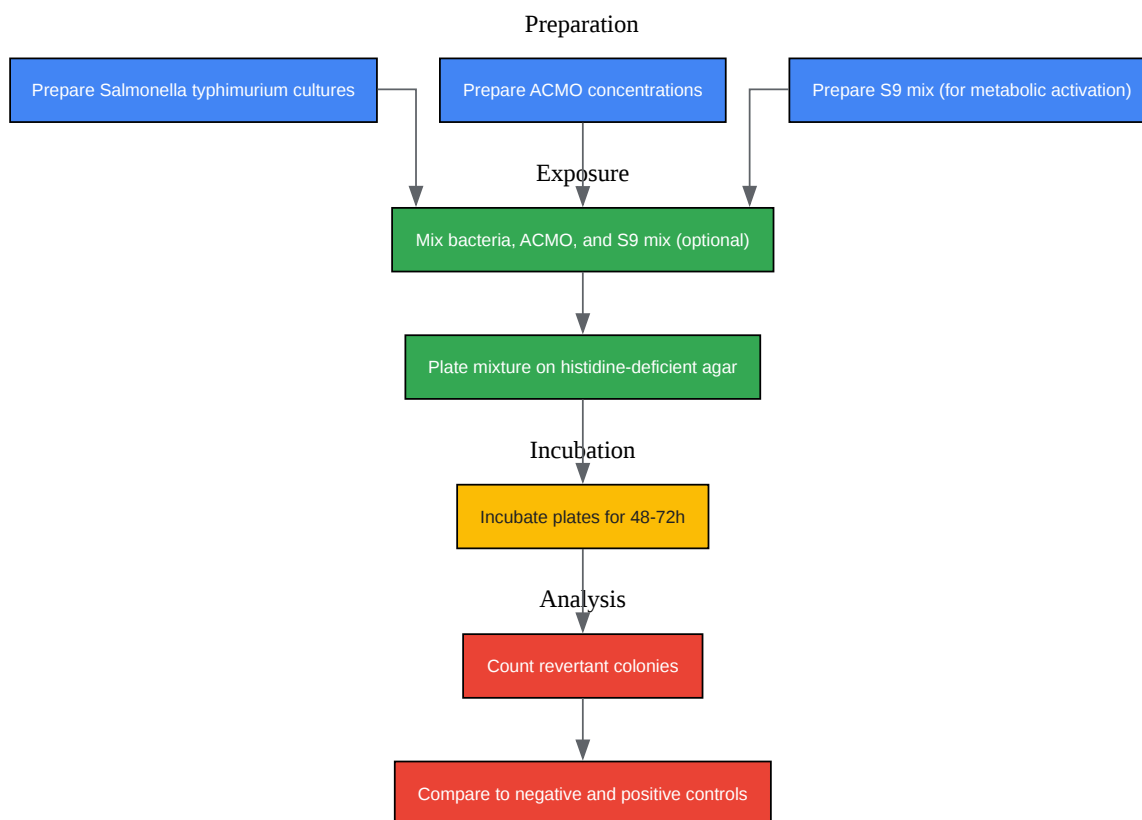 Preparation
Prepare Salmonella typhimurium cultures
Prepare ACMO concentrations
Prepare S9 mix (for metabolic activation)
Exposure
Mix bacteria, ACMO, and S9 mix (optional)
Plate mixture on histidine-deficient agar
Incubation
Incubate plates for 48-72h
Analysis
Count revertant colonies
Compare to negative and positive controls